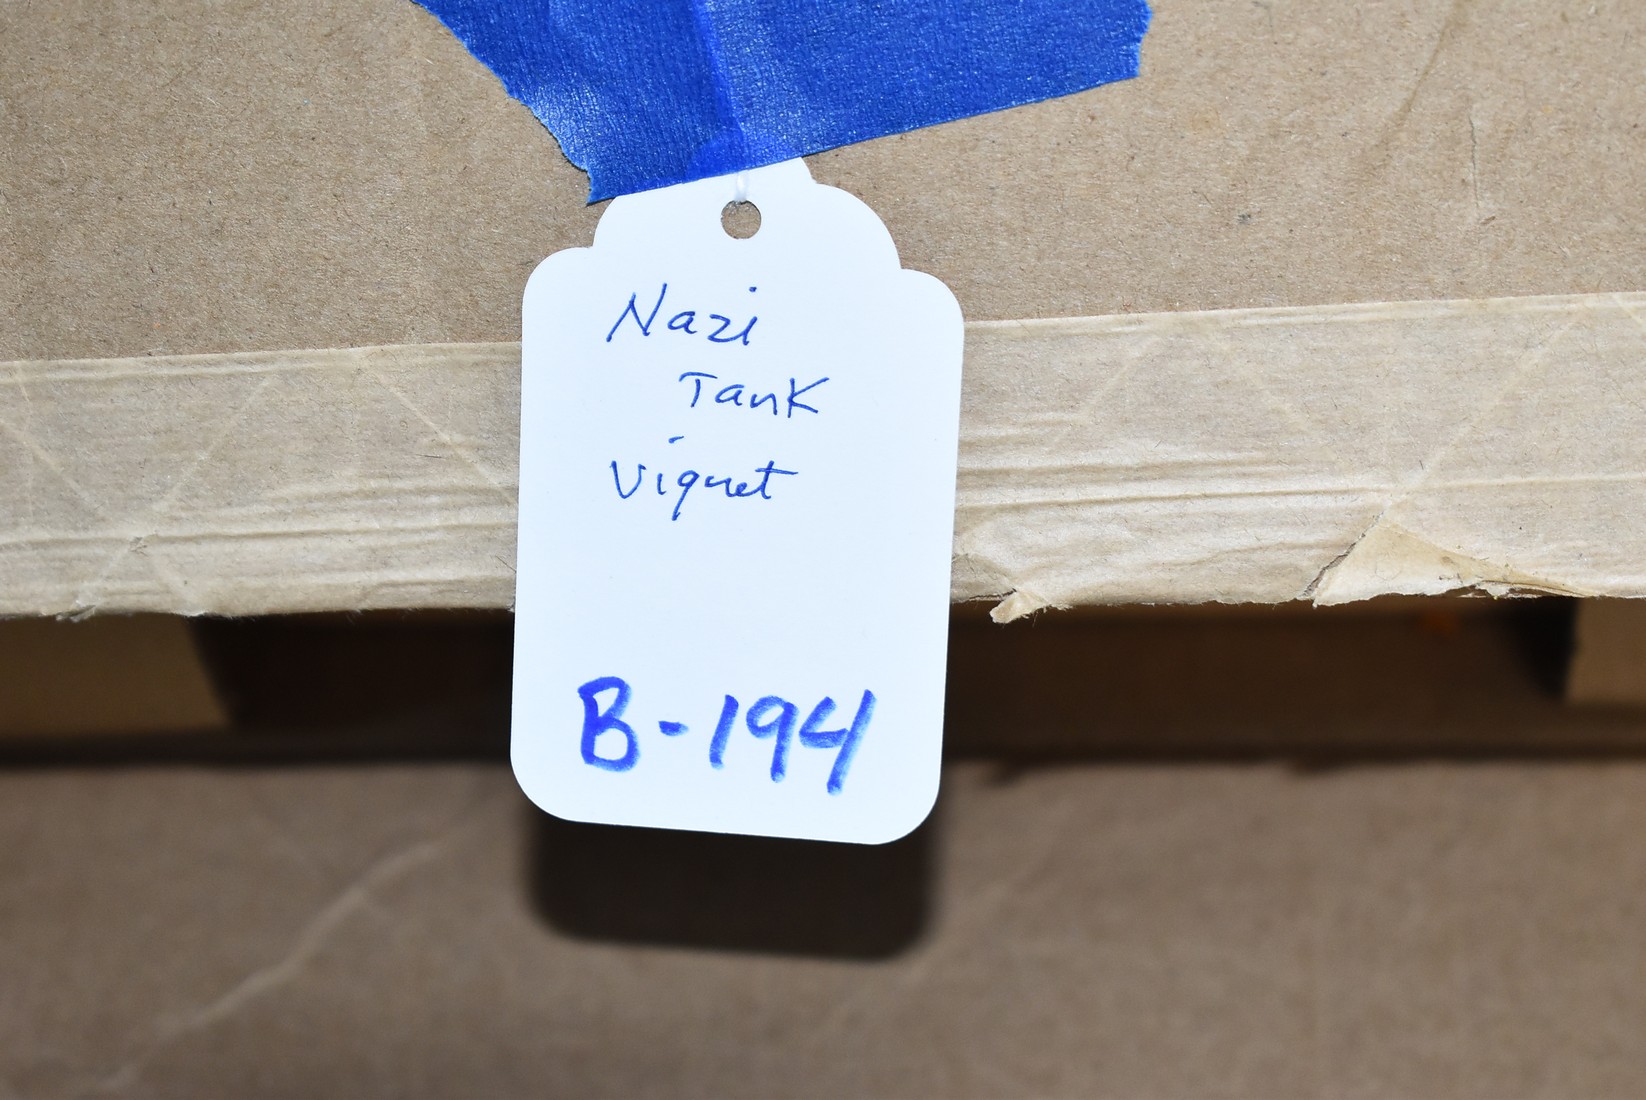 Nazi
Tank
Vignet
B-194